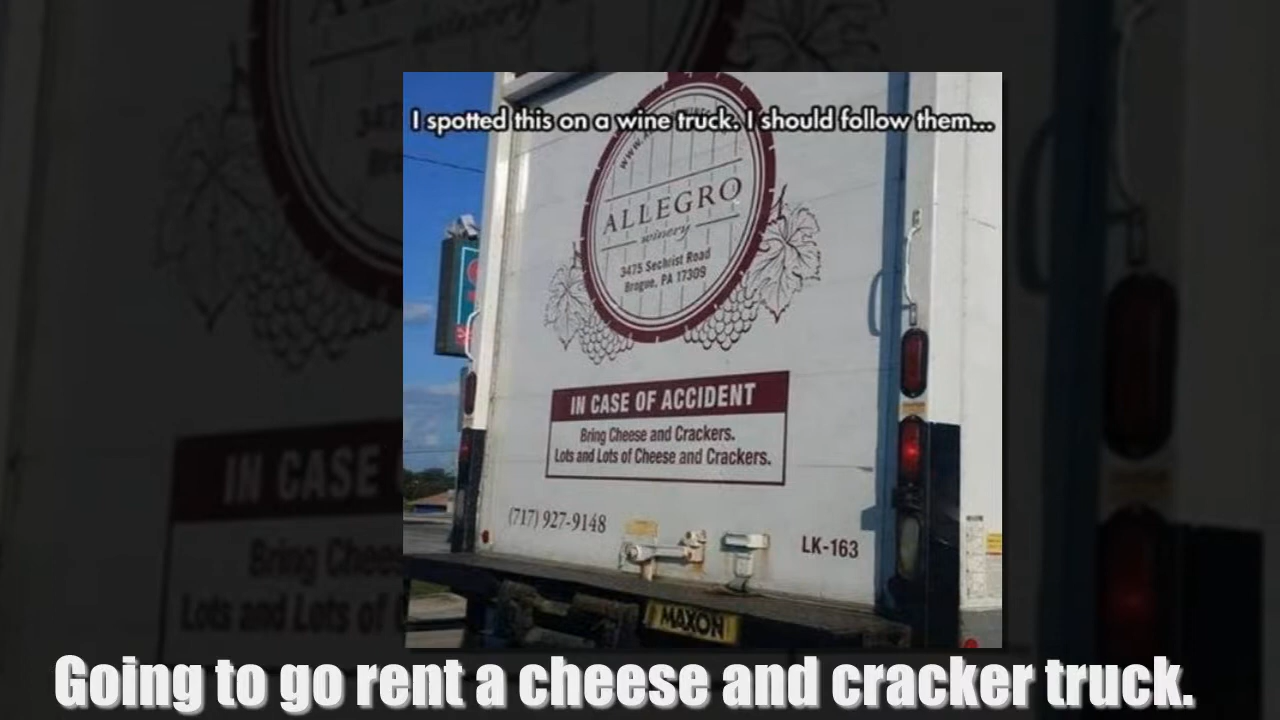 I spotted this on a wine truck. I should follow them...
ALLEGRO
winery
3475 Sechrist Road
Brogue, PA 17309
IN CASE OF ACCIDENT
Bring Cheese and Crackers.
Lots and Lots of Cheese and Crackers.
(717) 927-9148
LK-163
MAXON
Going to go rent a cheese and cracker truck.